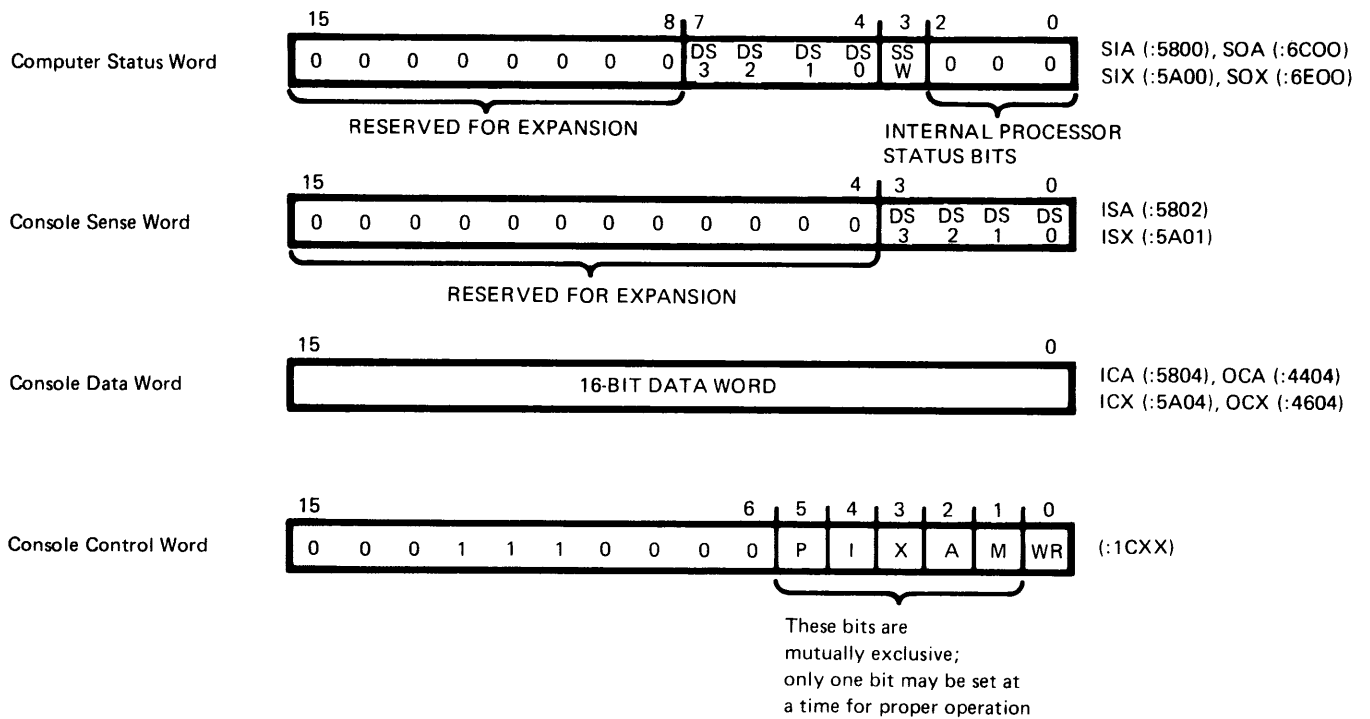 15 8 7 4 3 2 0
Computer Status Word
0 0 0 0 0 0 0 0 DS 3 DS 2 DS 1 DS 0 SS W 0 0 0
SIA (:5800), SOA (:6COO)
SIX (:5A00), SOX (:6EOO)
RESERVED FOR EXPANSION
INTERNAL PROCESSOR
STATUS BITS
15 4 3 0
Console Sense Word
0 0 0 0 0 0 0 0 0 0 0 0 DS 3 DS 2 DS 1 DS 0
ISA (:5802)
ISX (:5A01)
RESERVED FOR EXPANSION
15 0
Console Data Word
16-BIT DATA WORD
ICA (:5804), OCA (:4404)
ICX (:5A04), OCX (:4604)
15 6 5 4 3 2 1 0
Console Control Word
0 0 0 1 1 1 0 0 0 0 P I X A M WR
(:1CXX)
These bits are
mutually exclusive;
only one bit may be set at
a time for proper operation